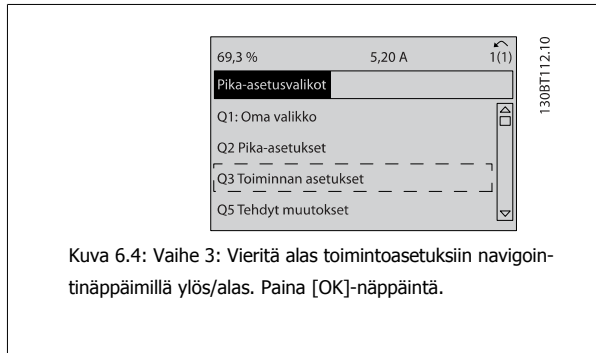 69,3 % 5,20 A 1(1)
Pika-asetusvalikot
Q1: Oma valikko
Q2 Pika-asetukset
Q3 Toiminnan asetukset
Q5 Tehdyt muutokset
130BT112.10
Kuva 6.4: Vaihe 3: Vieritä alas toimintoasetuksiin navigoin-
tinäppäimillä ylös/alas. Paina [OK]-näppäintä.